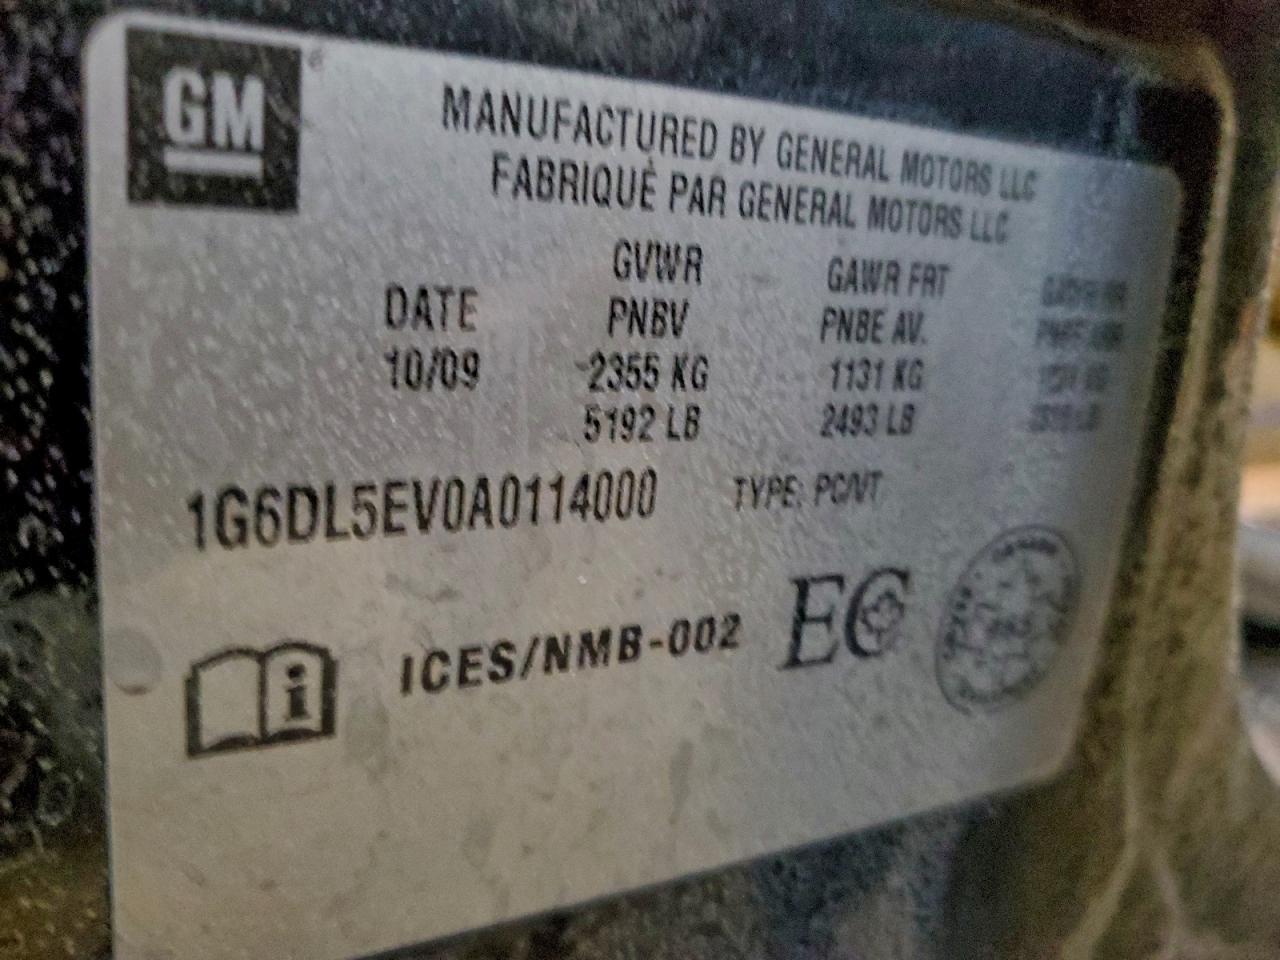 GM
MANUFACTURED BY GENERAL MOTORS LLC
FABRIQUÉ PAR GENERAL MOTORS LLC
GVWR GAWR FRT
DATE PNBV PNBE AV.
10/09 2355 KG 1131 KG
5192 LB 2493 LB
1G6DL5EV0A0114000 TYPE: PC/VT
i ICES/NMB-002 EC